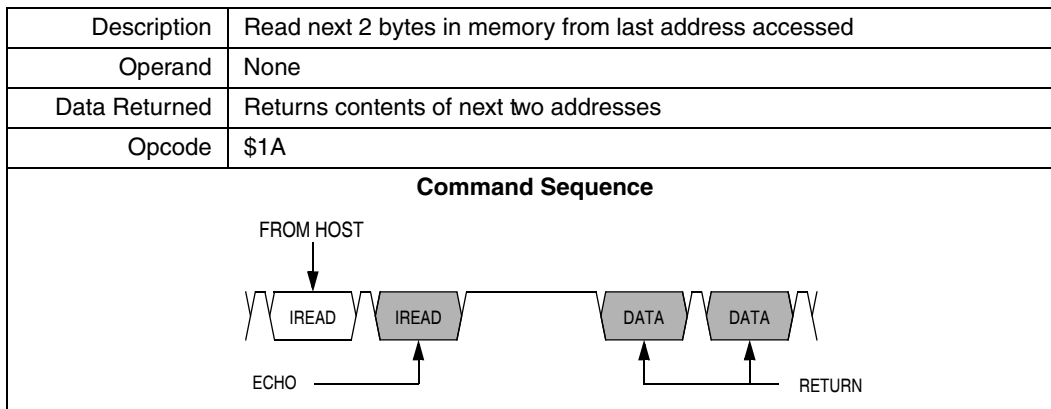 Description Read next 2 bytes in memory from last address accessed
Operand None
Data Returned Returns contents of next two addresses
Opcode $1A
Command Sequence
FROM HOST
IREAD IREAD DATA DATA
ECHO RETURN